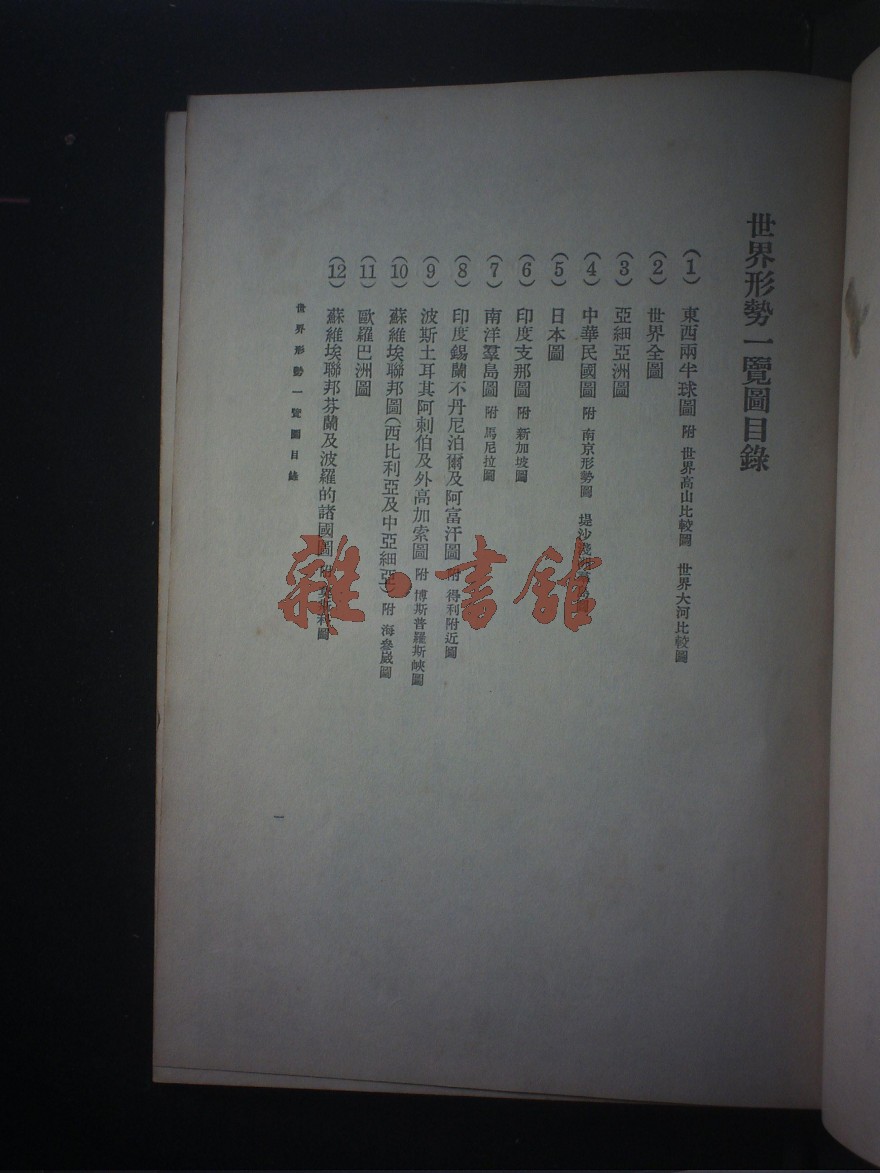 世界形勢一覽圖目錄
(1) 東西兩半球圖 附 世界高山比較圖 世界大河比較圖
(2) 世界全圖
(3) 亞細亞洲圖
(4) 中華民國圖 附 南京形勢圖 堤沙
(5) 日本圖
(6) 印度支那圖 附 新加坡圖
(7) 南洋羣島圖 附 馬尼拉圖
(8) 印度錫蘭不丹尼泊爾及阿富汗圖 附 得利附近圖
(9) 波斯土耳其阿剌伯及外高加索圖 附 博斯普羅斯峽圖
(10) 蘇維埃聯邦圖(西比利亞及中亞細亞) 附 海參崴圖
(11) 歐羅巴洲圖
(12) 蘇維埃聯邦芬蘭及波羅的諸國圖 附
世界形勢一覽圖目錄
一
雜·書館